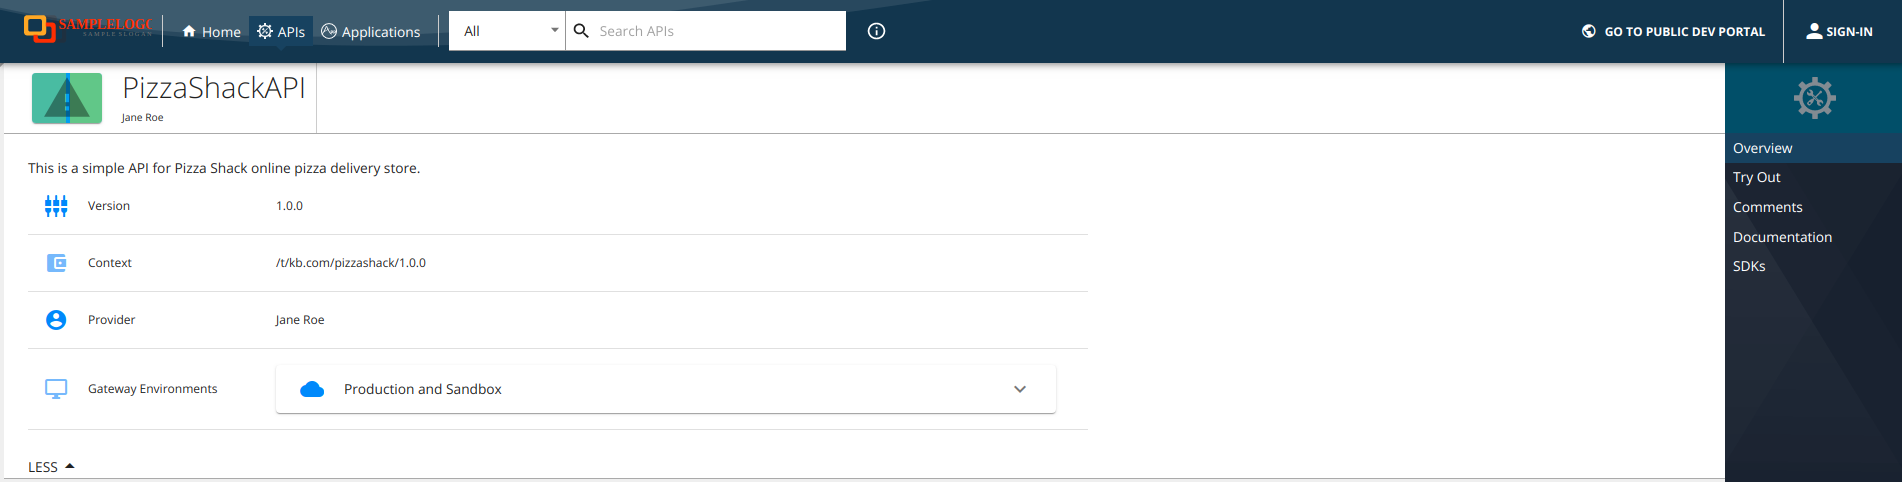 SAMPLELOGO
SAMPLE SLOGAN
Home
APIs
Applications
All
Search APIs
GO TO PUBLIC DEV PORTAL
SIGN-IN
PizzaShackAPI
Jane Roe
This is a simple API for Pizza Shack online pizza delivery store.
Version 1.0.0
Context /t/kb.com/pizzashack/1.0.0
Provider Jane Roe
Gateway Environments Production and Sandbox
LESS
Overview
Try Out
Comments
Documentation
SDKs